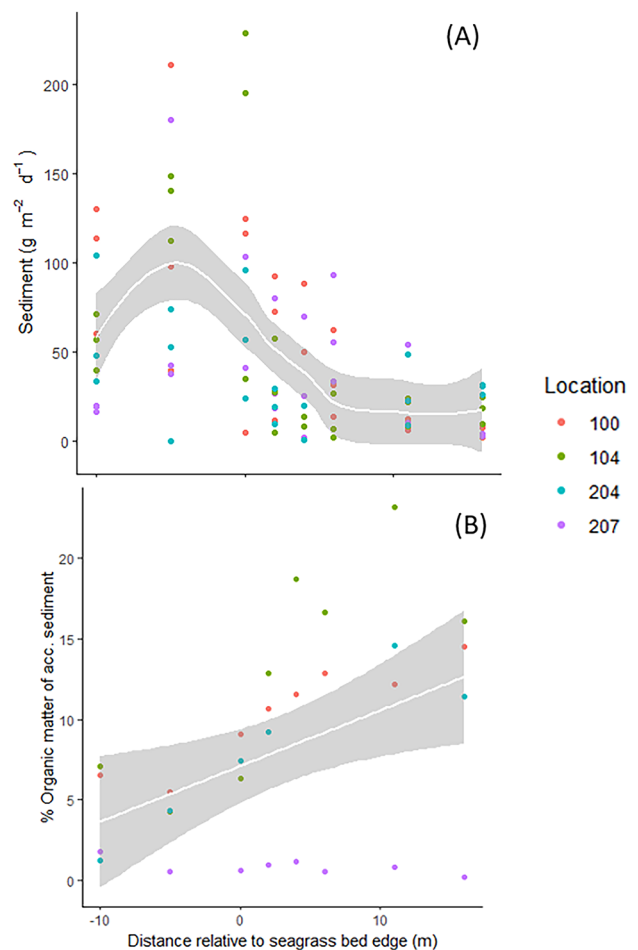 (A)
200
150
100
50
0
Sediment (g m⁻² d⁻¹)
Location
100
104
204
207
(B)
20
15
10
5
0
% Organic matter of acc. sediment
-10
0
10
Distance relative to seagrass bed edge (m)